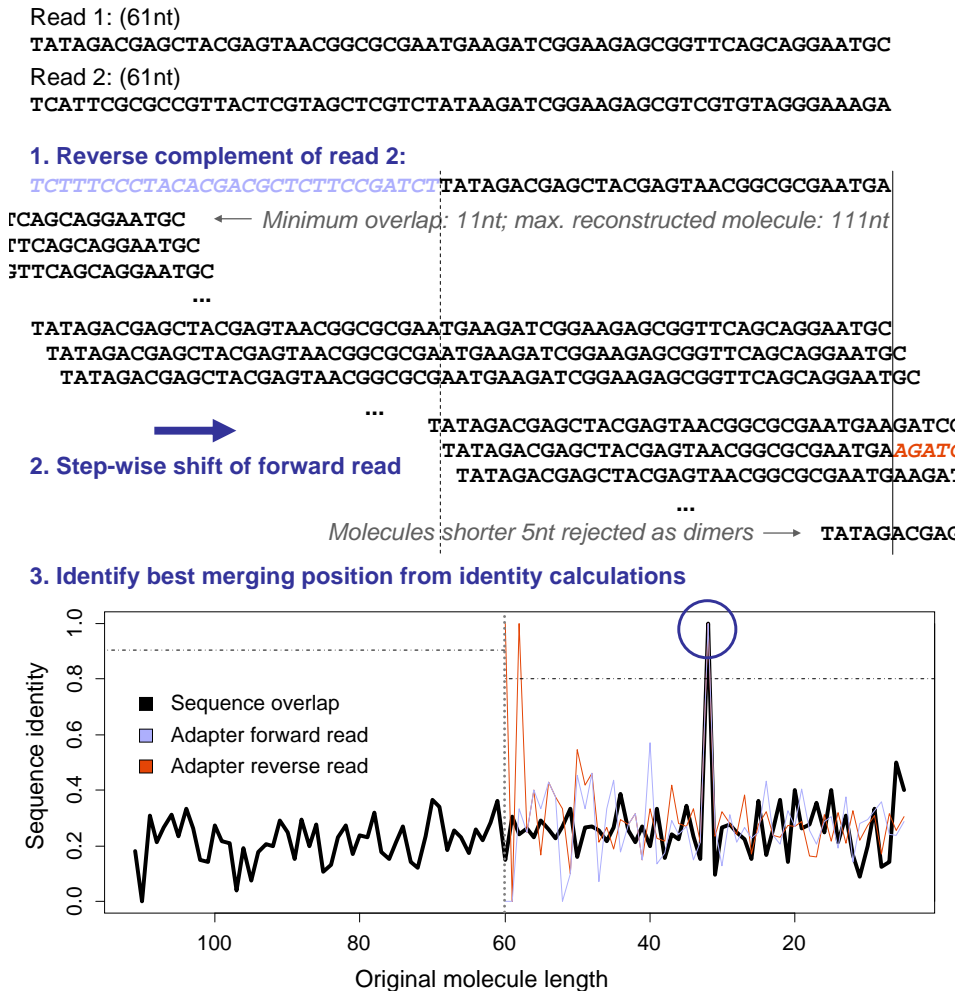 Read 1: (61nt)
TATAGACGAGCTACGAGTAACGGCGCGAATGAAGATCGGAAGAGCGGTTCAGCAGGAATGC
Read 2: (61nt)
TCATTCGCGCCGTTACTCGTAGCTCGTCTATAAGATCGGAAGAGCGTCGTGTAGGGAAAGA
1. Reverse complement of read 2:
TCTTTCCCTACACGACGCTCTTCCGATCTTATAGACGAGCTACGAGTAACGGCGCGAATGA
TCAGCAGGAATGC
Minimum overlap: 11nt; max. reconstructed molecule: 111nt
TTCAGCAGGAATGC
GTTCAGCAGGAATGC
...
TATAGACGAGCTACGAGTAACGGCGCGAATGAAGATCGGAAGAGCGGTTCAGCAGGAATGC
TATAGACGAGCTACGAGTAACGGCGCGAATGAAGATCGGAAGAGCGGTTCAGCAGGAATGC
TATAGACGAGCTACGAGTAACGGCGCGAATGAAGATCGGAAGAGCGGTTCAGCAGGAATGC
...
TATAGACGAGCTACGAGTAACGGCGCGAATGAAGATCG
TATAGACGAGCTACGAGTAACGGCGCGAATGAAGATC
2. Step-wise shift of forward read
TATAGACGAGCTACGAGTAACGGCGCGAATGAAGAT
...
Molecules shorter 5nt rejected as dimers
TATAGACGAG
3. Identify best merging position from identity calculations
Sequence identity
1.0
0.8
0.6
0.4
0.2
0.0
Sequence overlap
Adapter forward read
Adapter reverse read
100
80
60
40
20
Original molecule length